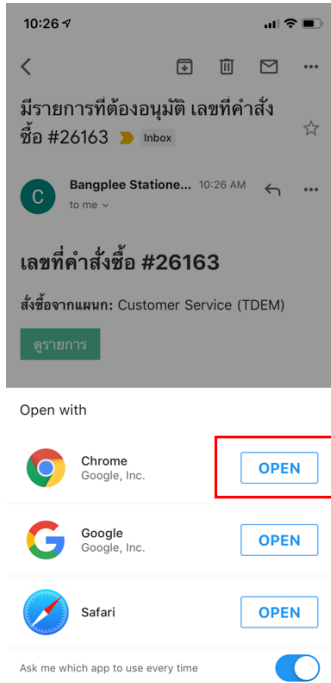 10:26
มีรายการที่ต้องอนุมัติ เลขที่คำสั่ง
ซื้อ #26163 Inbox
C
Bangplee Statione... 10:26 AM
to me
เลขที่คำสั่งซื้อ #26163
สั่งซื้อจากแผนก: Customer Service (TDEM)
ดูรายการ
Open with
Chrome
Google, Inc.
OPEN
Google
Google, Inc.
OPEN
Safari
OPEN
Ask me which app to use every time